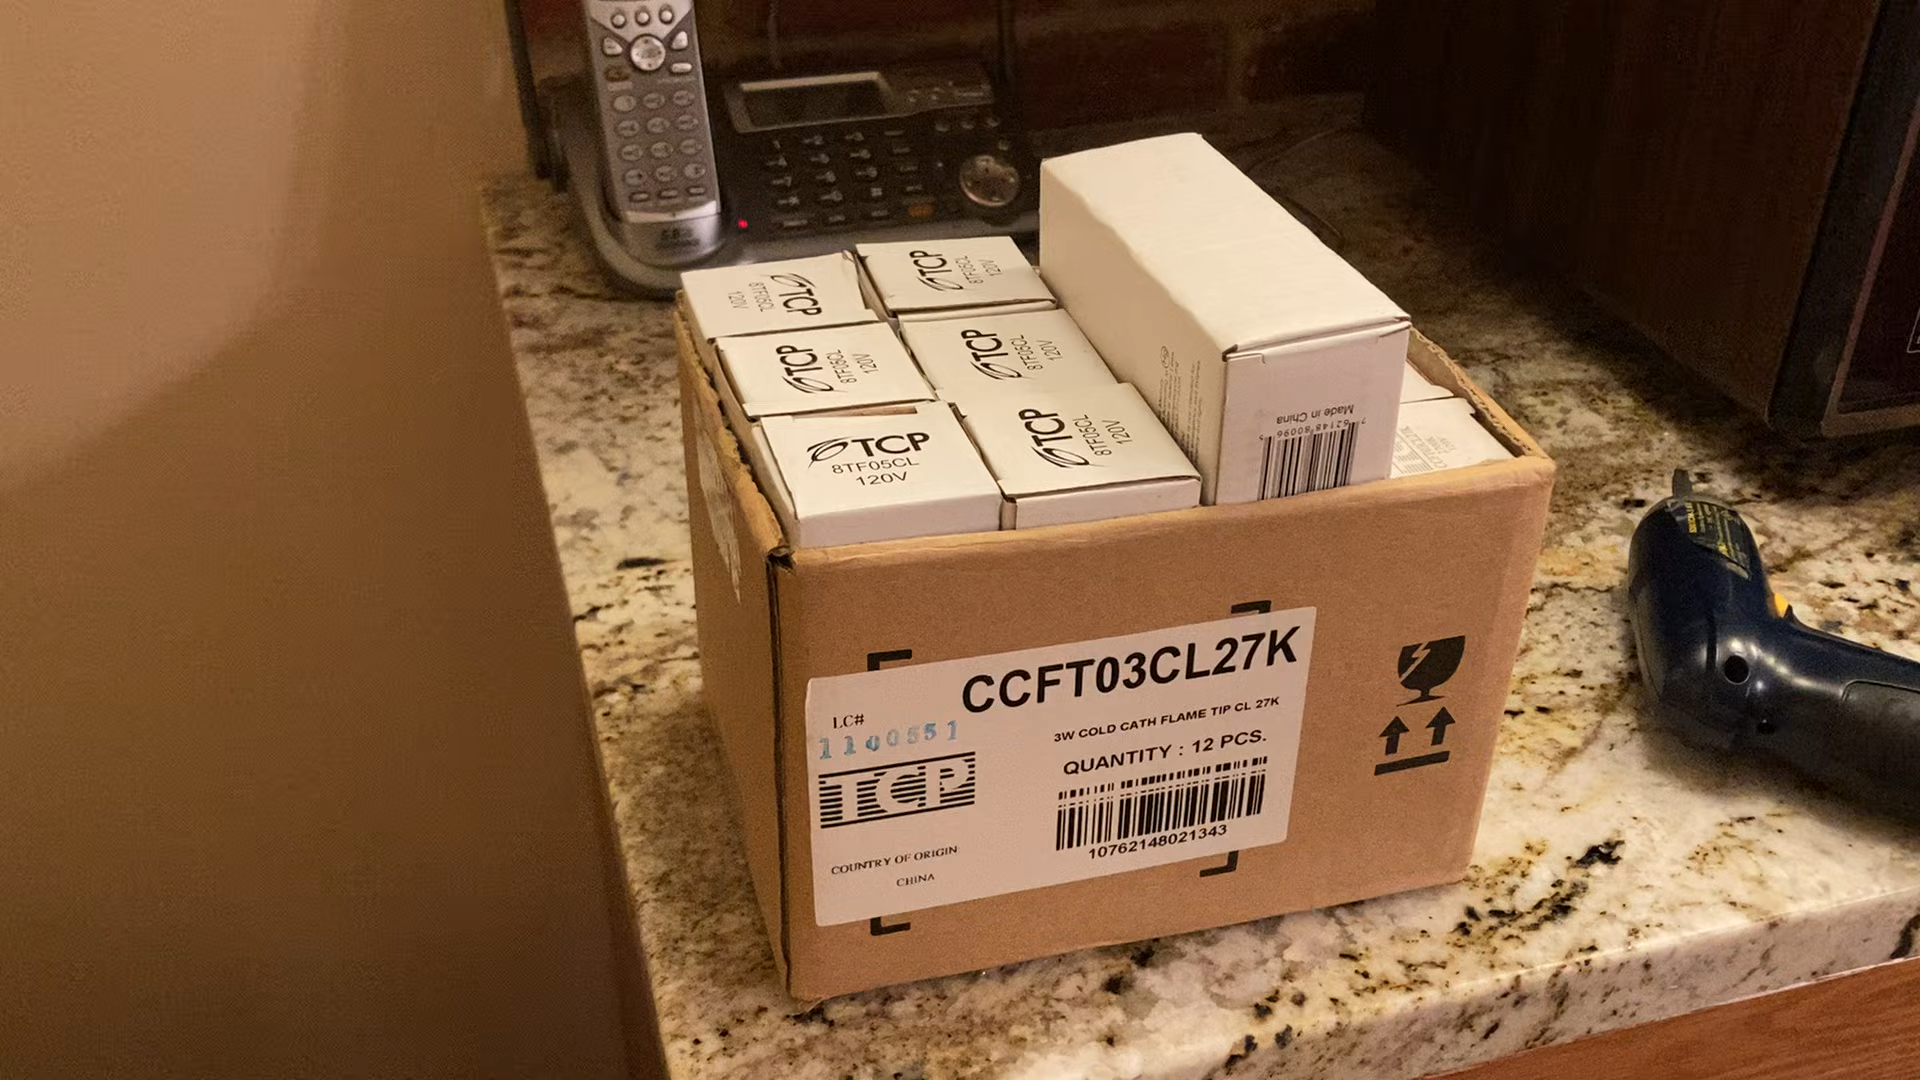 TCP
8TF05CL
120V
TCP
8TF05CL
120V
TCP
8TF05CL
120V
TCP
8TF05CL
120V
TCP
8TF05CL
120V
TCP
8TF05CL
120V
Made in China
CCFT03CL27K
3W COLD CATH FLAME TIP CL 27K
QUANTITY : 12 PCS.
10762148021343
LC#
1100551
TCP
COUNTRY OF ORIGIN:
CHINA